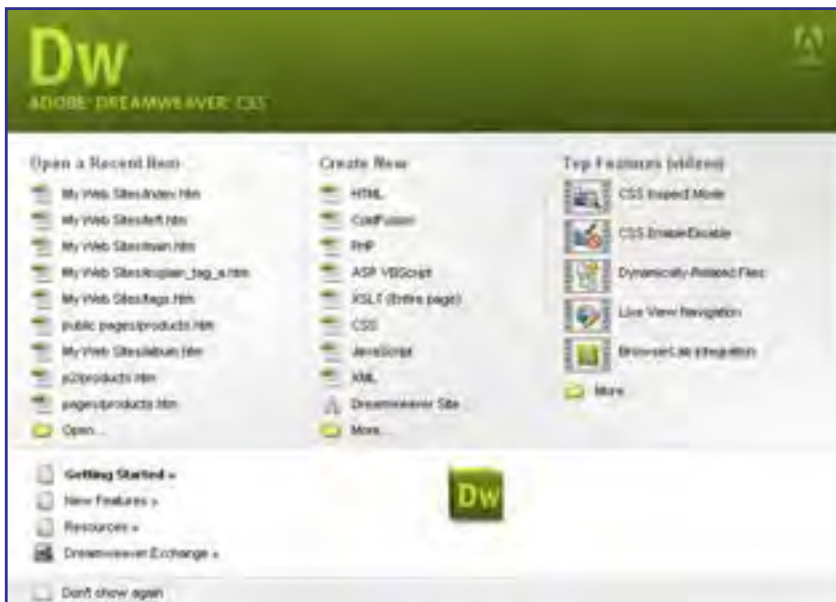 Dw
ADOBE DREAMWEAVER CS5
Open a Recent Item
My Web Sites/index.htm
My Web Sites/left.htm
My Web Sites/main.htm
My Web Sites/explain_tag_a.htm
My Web Sites/tags.htm
public pages/products.htm
My Web Sites/album.htm
p2/products.htm
pages/products.htm
Open...
Create New
HTML
ColdFusion
PHP
ASP VBScript
XSLT (Entire page)
CSS
JavaScript
XML
Dreamweaver Site...
More...
Top Features (videos)
CSS Inspect Mode
CSS Enable/Disable
Dynamically-Related Files
Live View Navigation
BrowserLab Integration
More...
Getting Started »
New Features »
Resources »
Dreamweaver Exchange »
Dw
Don't show again